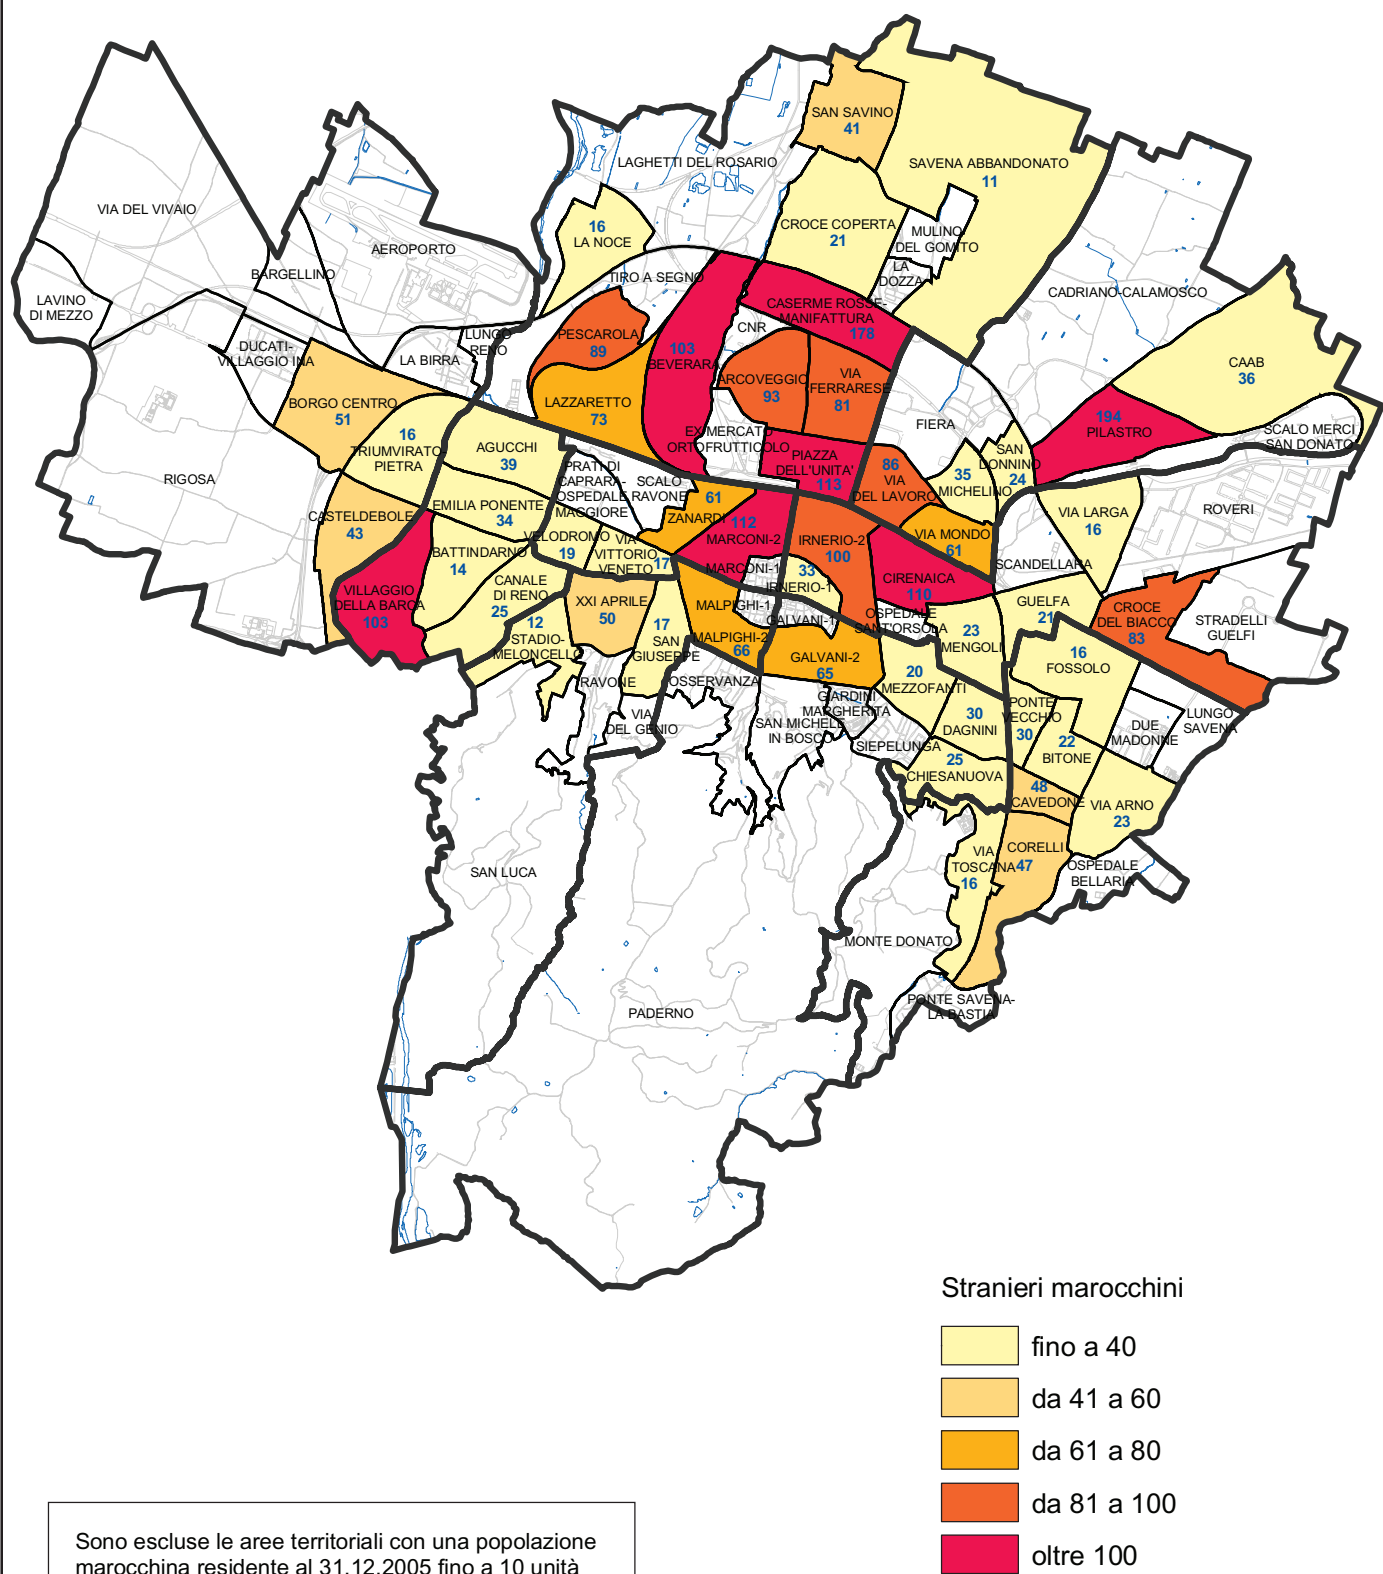 SAN SAVINO
41
SAVENA ABBANDONATO
11
LAGHETTI DEL ROSARIO
VIA DEL VIVAIO
16
LA NOCE
CROCE COPERTA
21
MULINO
DEL GOMITO
LA
DOZZA
AEROPORTO
BARGELLINO
TIRO A SEGNO
CADRIANO-CALAMOSCO
LAVINO
DI MEZZO
CASERME ROSSE-
MANIFATTURA
178
CNR
PESCAROLA
89
103
BEVERARA
LUNGO
RENO
DUCATI-
VILLAGGIO INA
LA BIRRA
CAAB
36
ARCOVEGGIO
93
VIA
FERRARESE
81
BORGO CENTRO
51
LAZZARETTO
73
FIERA
194
PILASTRO
SCALO MERCI
SAN DONATO
16
TRIUMVIRATO-
PIETRA
EX MERCATO
ORTOFRUTTICOLO
AGUCCHI
39
PIAZZA
DELL'UNITA'
113
86
VIA
DEL LAVORO
35
MICHELINO
SAN
DONNINO
24
RIGOSA
PRATI DI
CAPRARA-
OSPEDALE
MAGGIORE
SCALO
RAVONE
61
ZANARDI
EMILIA PONENTE
34
VIA LARGA
16
ROVERI
CASTELDEBOLE
43
112
MARCONI-2
IRNERIO-2
100
VIA MONDO
61
VELODROMO
19
VIA
VITTORIO
VENETO
17
BATTINDARNO
14
MARCONI-1
33
IRNERIO-1
CIRENAICA
110
SCANDELLARA
VILLAGGIO
DELLA BARCA
103
CANALE
DI RENO
25
XXI APRILE
50
MALPIGHI-1
GALVANI-1
OSPEDALE
SANT'ORSOLA
GUELFA
21
CROCE
DEL BIACCO
83
STRADELLI
GUELFI
12
STADIO-
MELONCELLO
17
SAN
GIUSEPPE
MALPIGHI-2
66
GALVANI-2
65
23
MENGOLI
16
FOSSOLO
RAVONE
OSSERVANZA
20
MEZZOFANTI
GIARDINI
MARGHERITA
VIA
DEL GENIO
SAN MICHELE
IN BOSCO
SIEPELUNGA
30
DAGNINI
PONTE
VECCHIO
30
22
BITONE
DUE
MADONNE
LUNGO
SAVENA
25
CHIESANUOVA
48
CAVEDONE
VIA ARNO
23
SAN LUCA
VIA
TOSCANA
16
CORELLI
47
OSPEDALE
BELLARIA
MONTE DONATO
PADERNO
PONTE SAVENA-
LA BASTIA
Stranieri marocchini
fino a 40
da 41 a 60
da 61 a 80
da 81 a 100
oltre 100
Sono escluse le aree territoriali con una popolazione
marocchina residente al 31.12.2005 fino a 10 unità